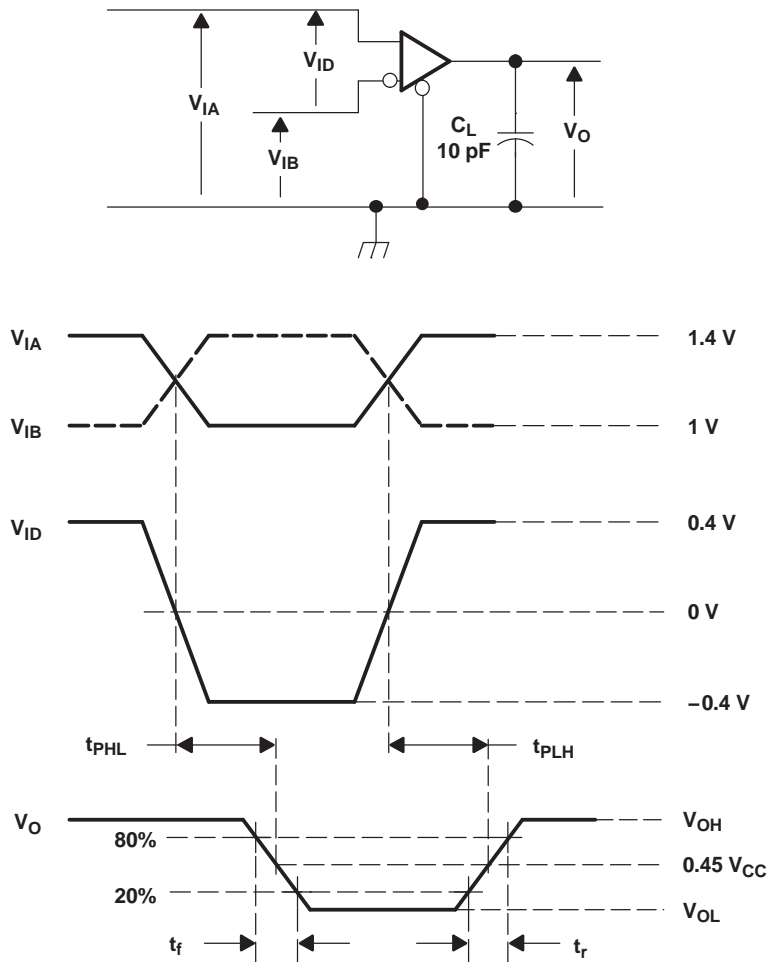 V_ID
V_IA
V_IB
C_L
10 pF
V_O
V_IA
1.4 V
V_IB
1 V
V_ID
0.4 V
0 V
–0.4 V
t_PHL
t_PLH
V_O
V_OH
80%
0.45 V_CC
20%
V_OL
t_f
t_r